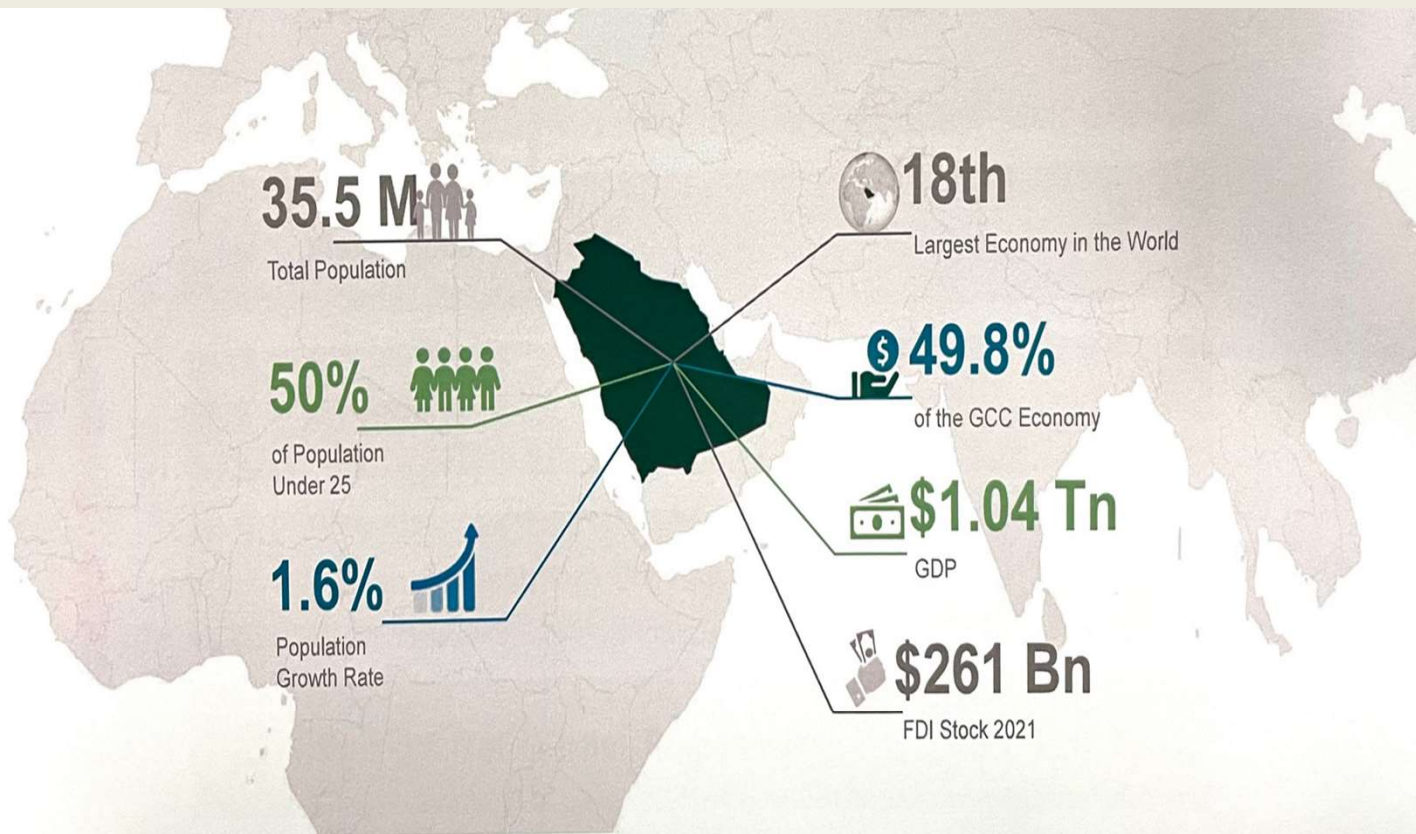 35.5 M
Total Population
50%
of Population
Under 25
1.6%
Population
Growth Rate
18th
Largest Economy in the World
$
49.8%
of the GCC Economy
$1.04 Tn
GDP
$261 Bn
FDI Stock 2021